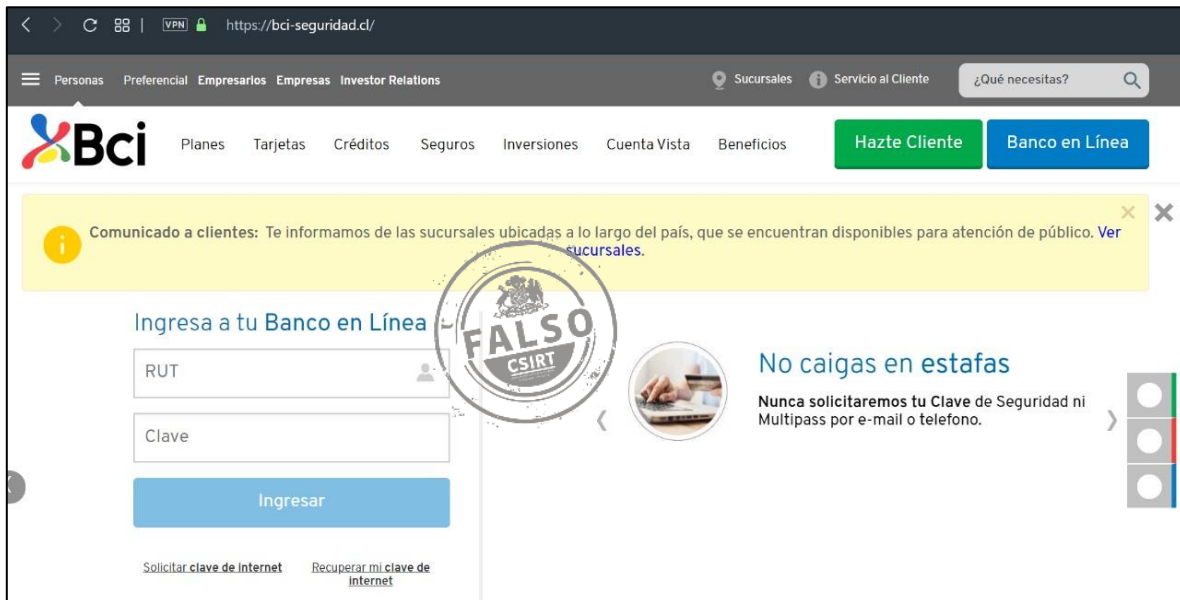 VPN https://bci-seguridad.cl/
Personas Preferencial Empresarios Empresas Investor Relations Sucursales Servicio al Cliente ¿Qué necesitas?
Bci Planes Tarjetas Créditos Seguros Inversiones Cuenta Vista Beneficios Hazte Cliente Banco en Línea
Comunicado a clientes: Te informamos de las sucursales ubicadas a lo largo del país, que se encuentran disponibles para atención de público. Ver
sucursales.
Ingresa a tu Banco en Línea
RUT
Clave
Ingresar
Solicitar clave de internet
Recuperar mi clave de
internet
FALSO
CSIRT
No caigas en estafas
Nunca solicitaremos tu Clave de Seguridad ni
Multipass por e-mail o telefono.